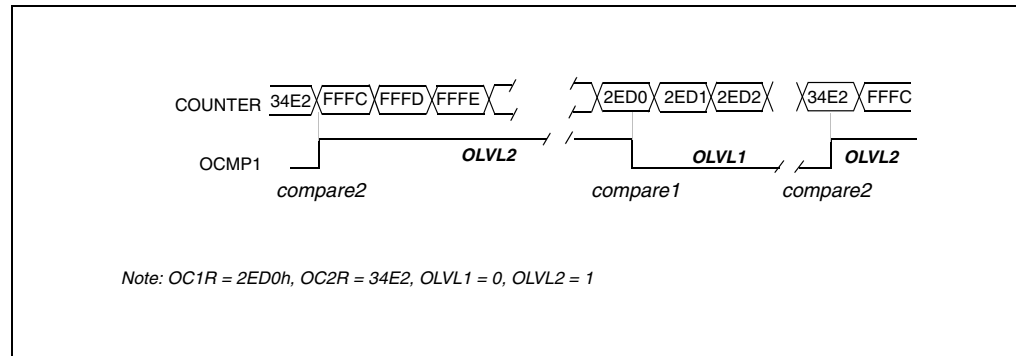 COUNTER 34E2 FFFC FFFD FFFE 2ED0 2ED1 2ED2 34E2 FFFC
OCMP1 OLVL2 OLVL1 OLVL2
compare2 compare1 compare2
Note: OC1R = 2ED0h, OC2R = 34E2, OLVL1 = 0, OLVL2 = 1